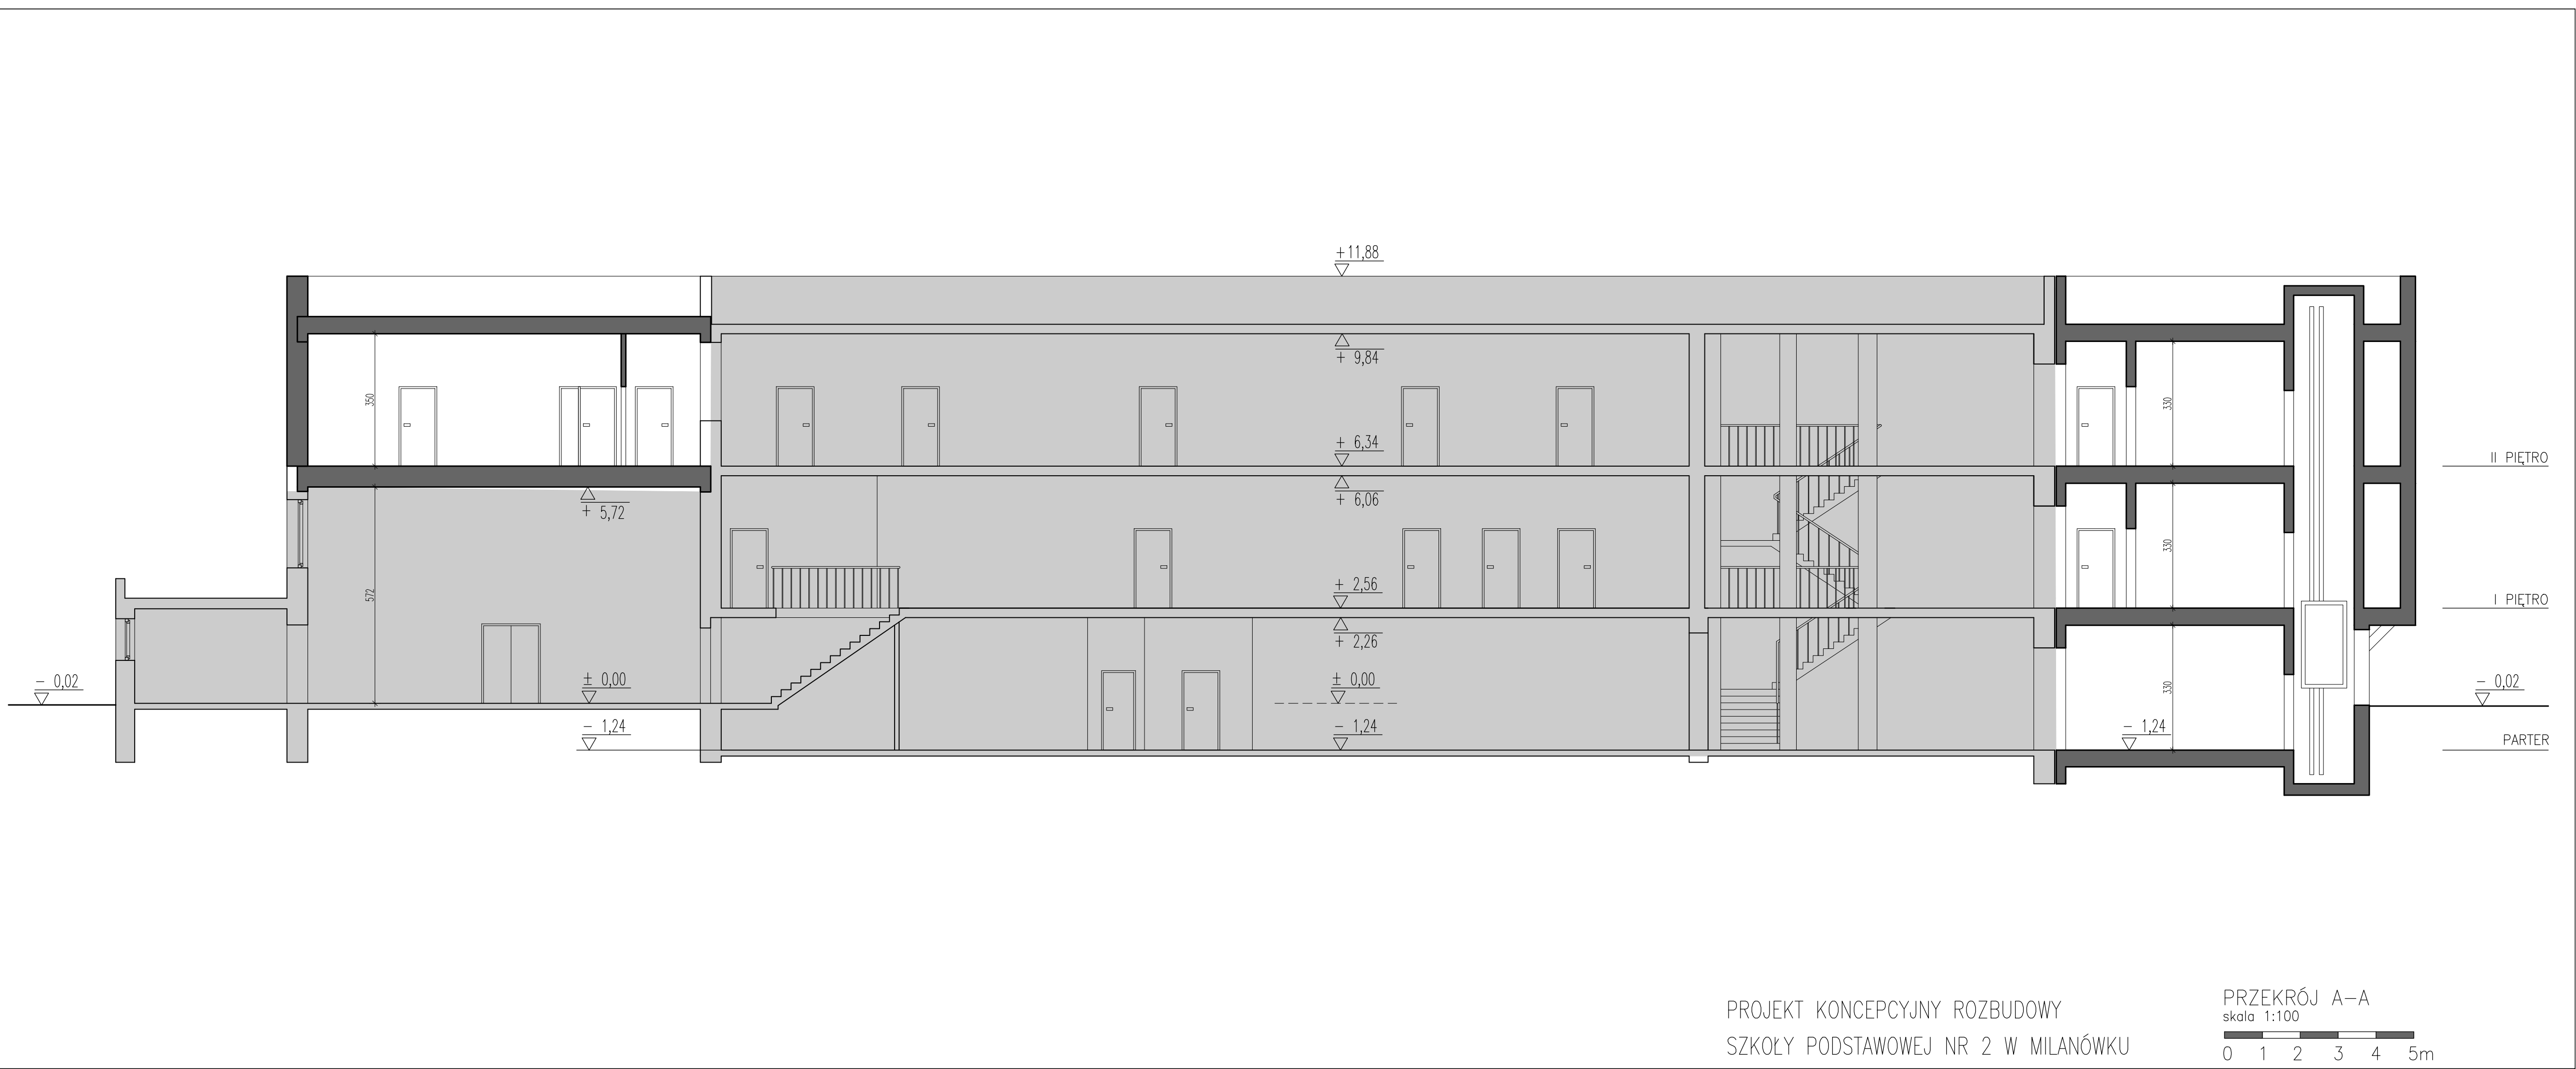 +11,88
+ 9,84
350
330
+ 6,34
II PIĘTRO
+ 6,06
+ 5,72
330
572
+ 2,56
I PIĘTRO
+ 2,26
- 0,02
± 0,00
± 0,00
330
- 0,02
- 1,24
- 1,24
- 1,24
PARTER
PROJEKT KONCEPCYJNY ROZBUDOWY
SZKOŁY PODSTAWOWEJ NR 2 W MILANÓWKU
PRZEKRÓJ A-A
skala 1:100
0 1 2 3 4 5m